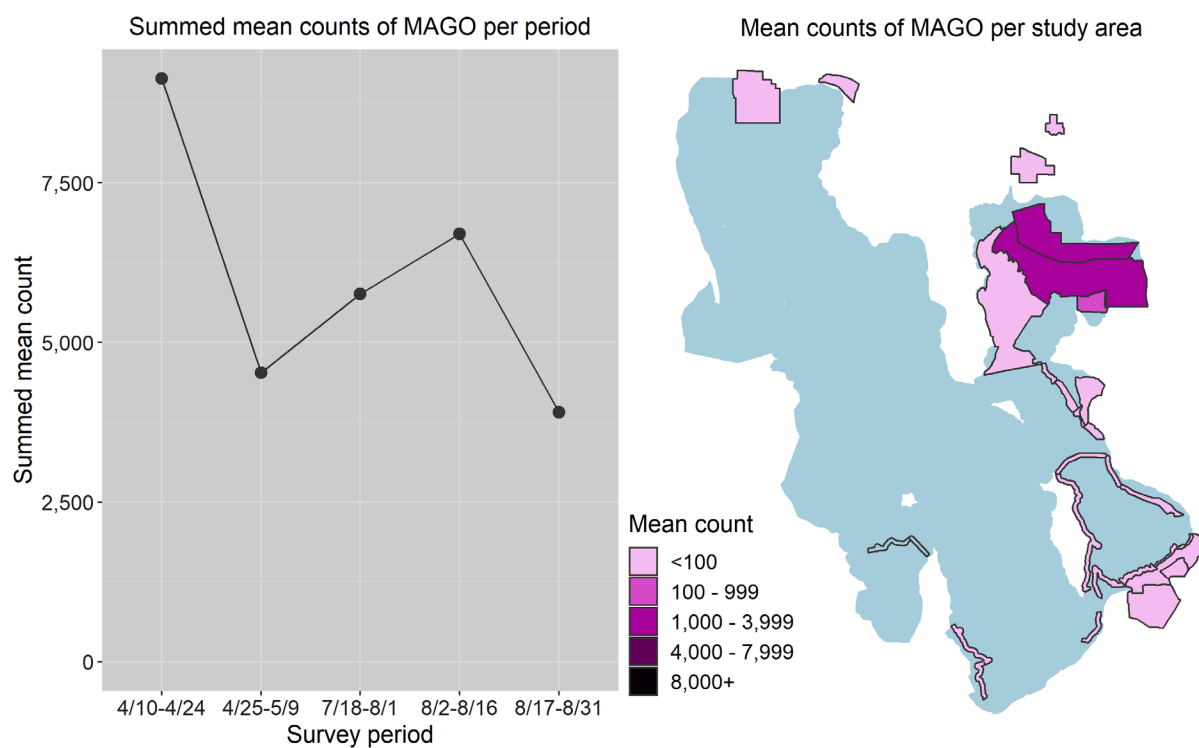 Summed mean counts of MAGO per period
Summed mean count
7,500
5,000
2,500
0
4/10-4/24 4/25-5/9 7/18-8/1 8/2-8/16 8/17-8/31
Survey period
Mean counts of MAGO per study area
Mean count
<100
100 - 999
1,000 - 3,999
4,000 - 7,999
8,000+